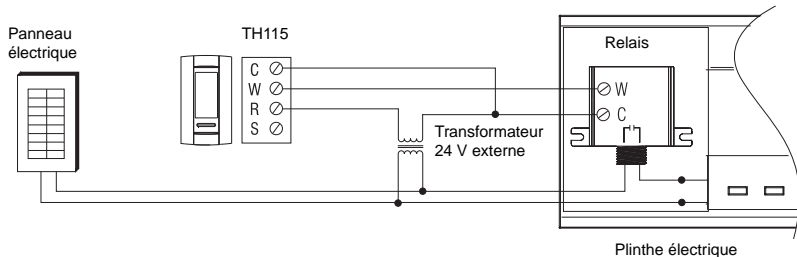 Panneau
électrique
TH115
C
W
R
S
Relais
W
C
Transformateur
24 V externe
Plinthe électrique